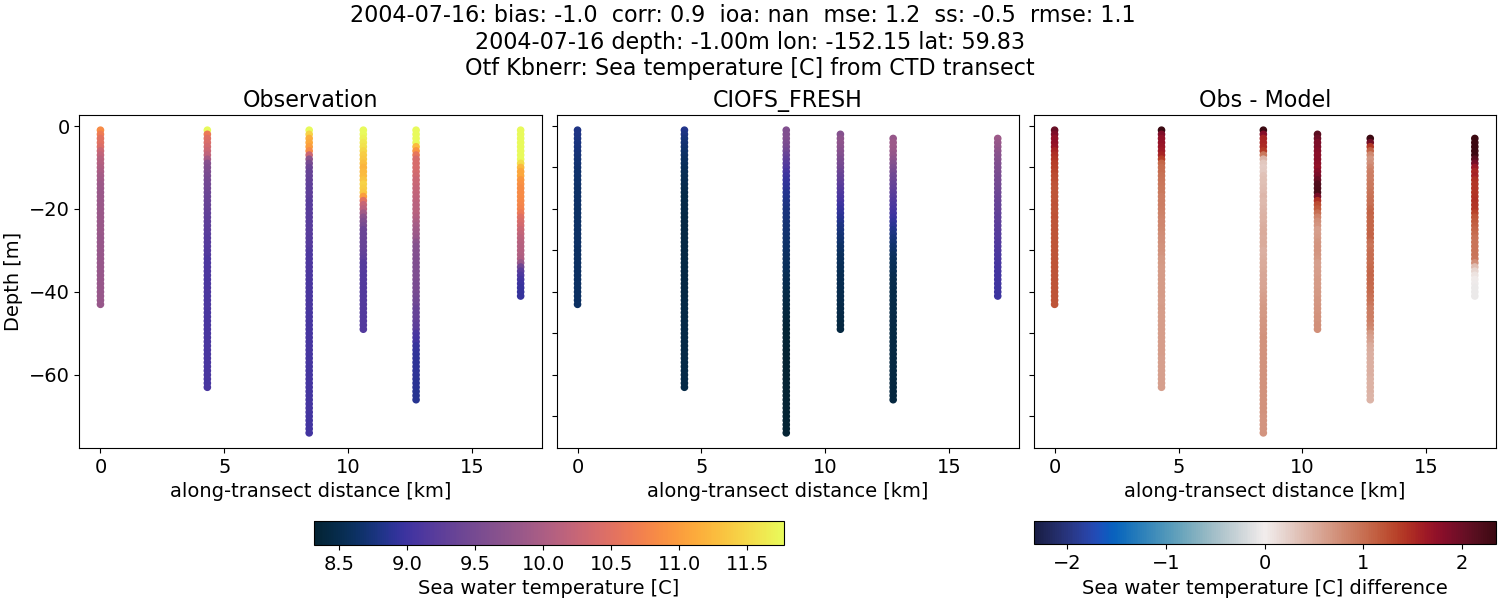 2004-07-16: bias: -1.0  corr: 0.9  ioa: nan  mse: 1.2  ss: -0.5  rmse: 1.1
2004-07-16 depth: -1.00m lon: -152.15 lat: 59.83
Otf Kbnerr: Sea temperature [C] from CTD transect
Observation
CIOFS_FRESH
Obs - Model
Depth [m]
0
−20
−40
−60
0 5 10 15
0 5 10 15
0 5 10 15
along-transect distance [km]
along-transect distance [km]
along-transect distance [km]
8.5 9.0 9.5 10.0 10.5 11.0 11.5
Sea water temperature [C]
−2 −1 0 1 2
Sea water temperature [C] difference